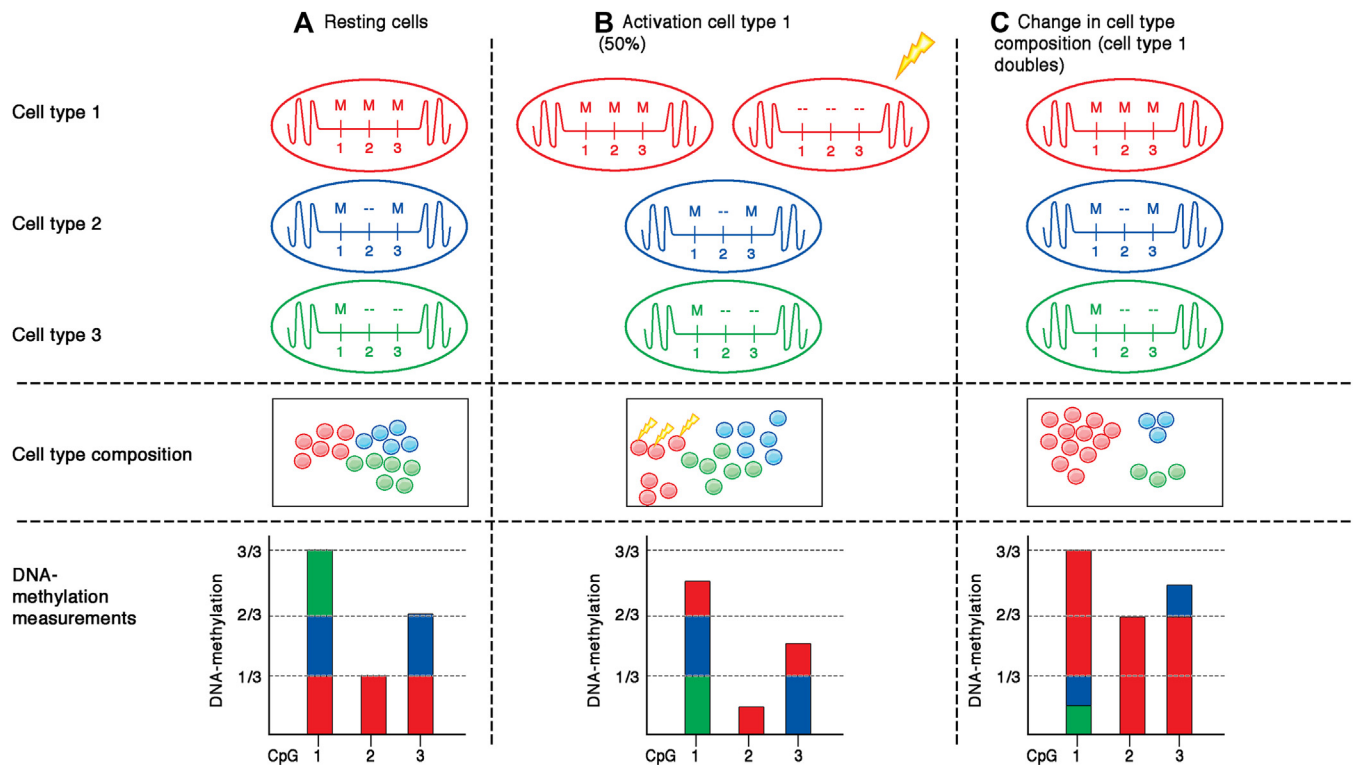 A Resting cells
B Activation cell type 1
(50%)
C Change in cell type
composition (cell type 1
doubles)
Cell type 1
M M M
1 2 3
M M M
1 2 3
-- -- --
1 2 3
M M M
1 2 3
Cell type 2
M -- M
1 2 3
M -- M
1 2 3
M -- M
1 2 3
Cell type 3
M -- --
1 2 3
M -- --
1 2 3
M -- --
1 2 3
Cell type composition
DNA-
methylation
measurements
DNA-methylation
3/3
2/3
1/3
CpG 1 2 3
DNA-methylation
3/3
2/3
1/3
CpG 1 2 3
DNA-methylation
3/3
2/3
1/3
CpG 1 2 3